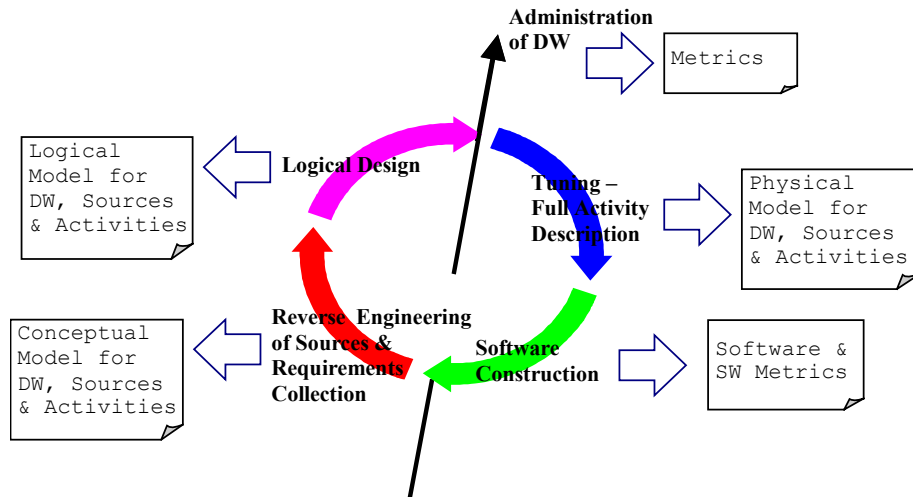 Administration
of DW
Metrics
Logical
Model for
DW, Sources
& Activities
Logical Design
Tuning –
Full Activity
Description
Physical
Model for
DW, Sources
& Activities
Conceptual
Model for
DW, Sources
& Activities
Reverse Engineering
of Sources &
Requirements
Collection
Software
Construction
Software &
SW Metrics